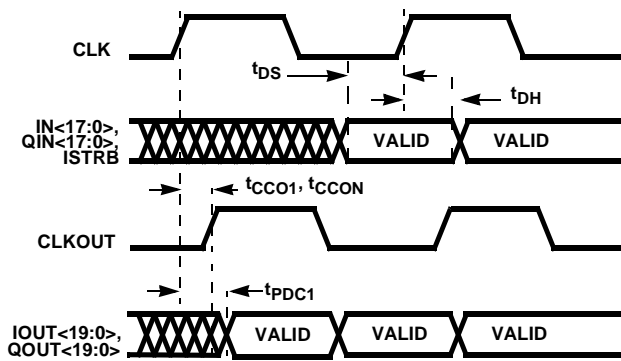 CLK
tDS
tDH
IN<17:0>,
QIN<17:0>,
ISTRB
VALID VALID
tCCO1, tCCON
CLKOUT
tPDC1
IOUT<19:0>,
QOUT<19:0>
VALID VALID VALID